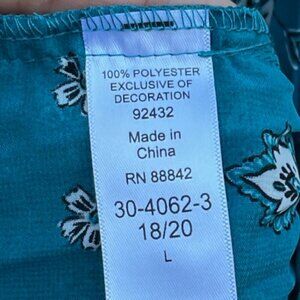 100% POLYESTER
EXCLUSIVE OF
DECORATION
92432
Made in
China
RN 88842
30-4062-3
18/20
L